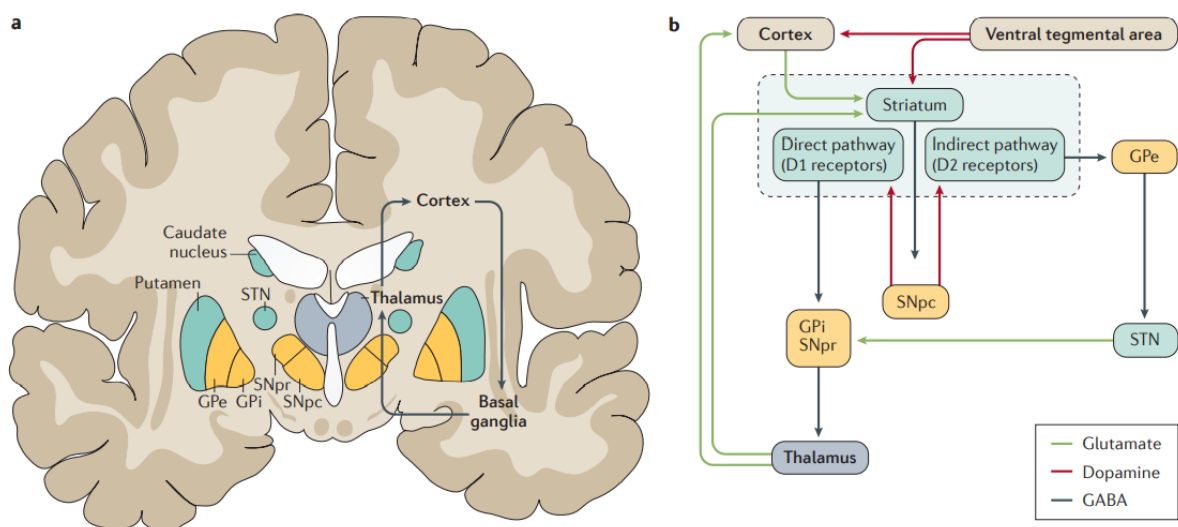 a
Cortex
Caudate
nucleus
Putamen
STN
Thalamus
SNpr
GPe
GPi
SNpc
Basal
ganglia
b
Cortex
Ventral tegmental area
Striatum
Direct pathway
(D1 receptors)
Indirect pathway
(D2 receptors)
GPe
SNpc
GPi
SNpr
STN
Thalamus
Glutamate
Dopamine
GABA